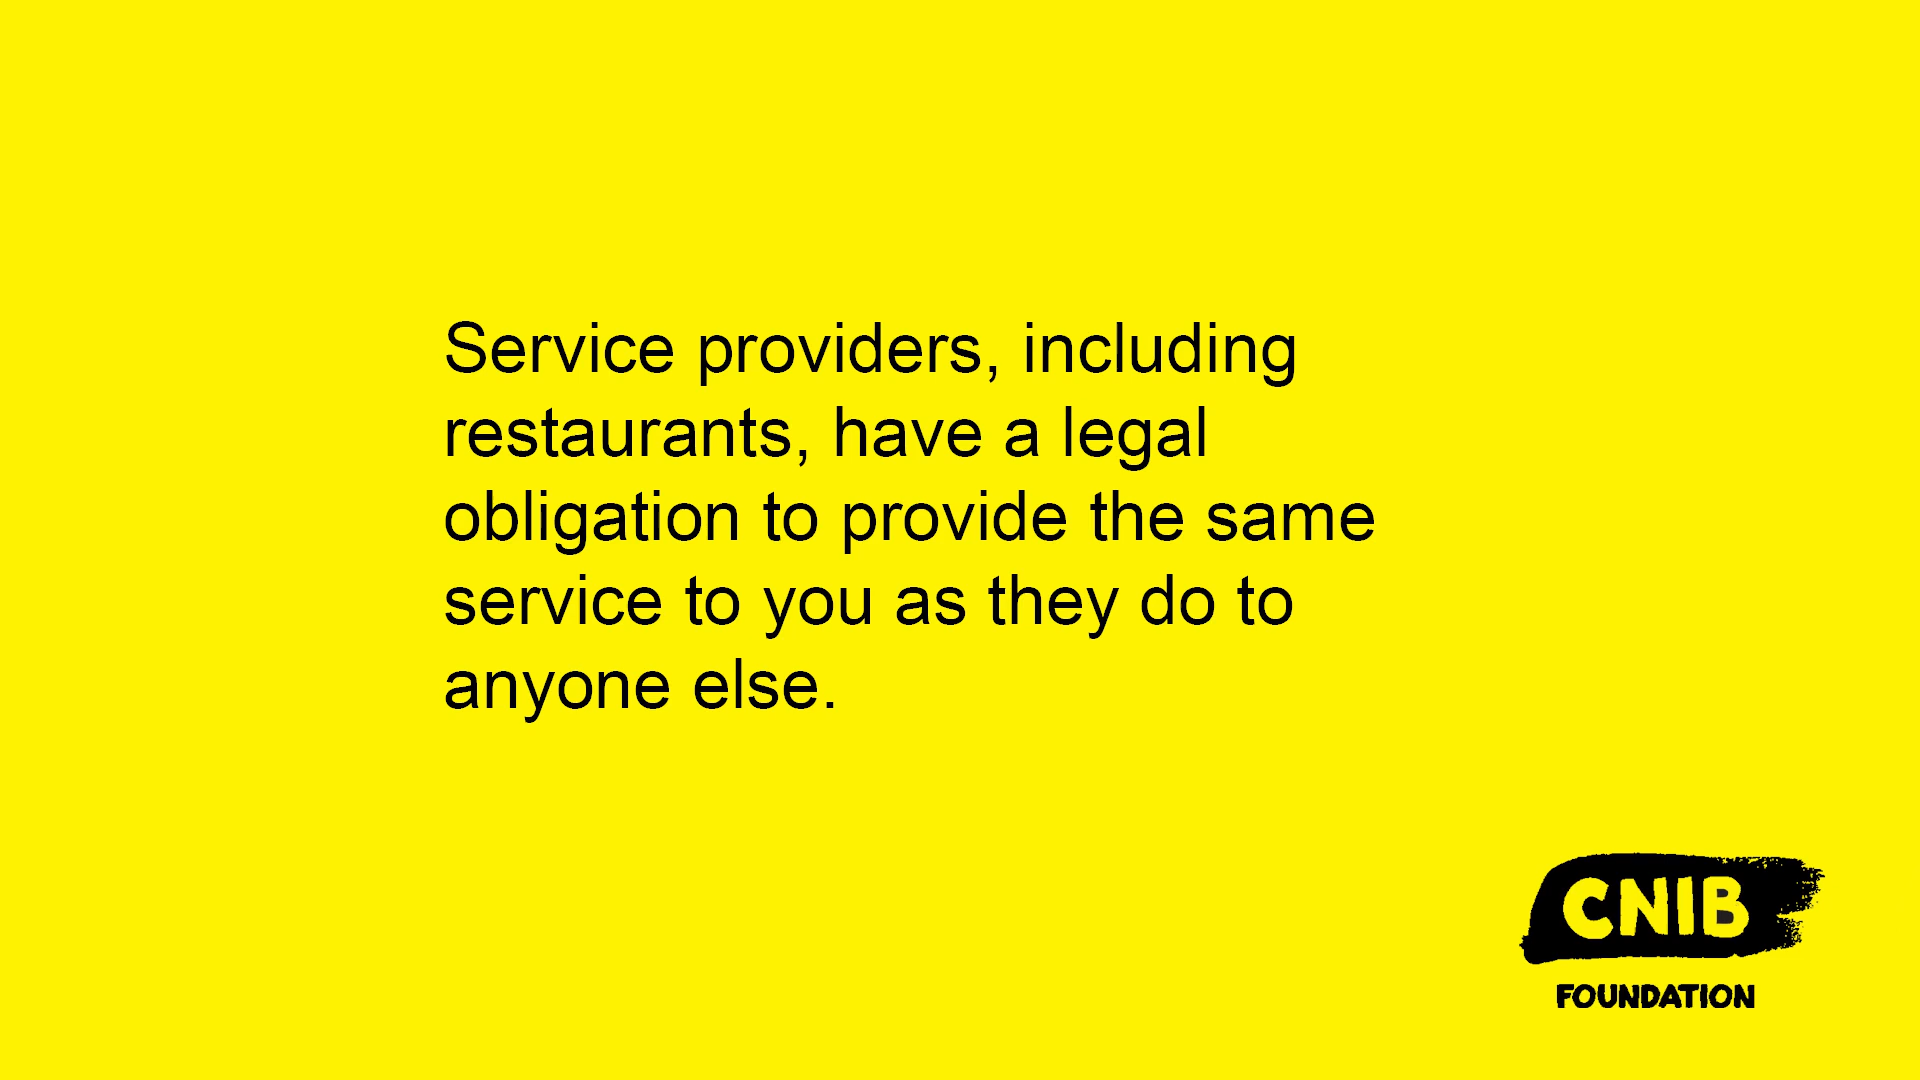 Service providers, including
restaurants, have a legal
obligation to provide the same
service to you as they do to
anyone else.
CNIB
FOUNDATION